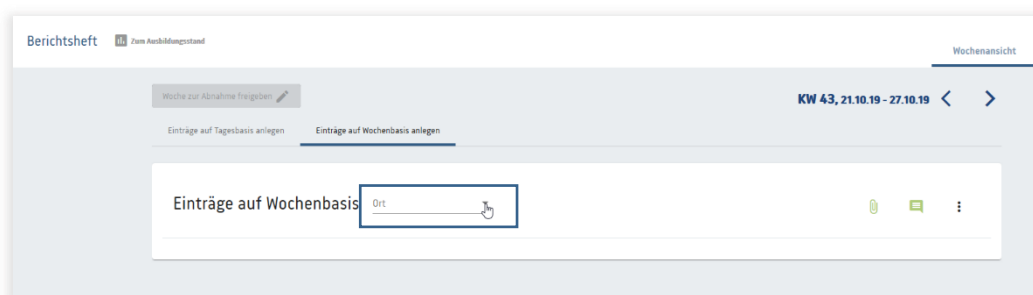 Berichtsheft Zum Ausbildungsstand
Wochenansicht
Woche zur Abnahme freigeben
KW 43, 21.10.19 - 27.10.19
Einträge auf Tagesbasis anlegen Einträge auf Wochenbasis anlegen
Einträge auf Wochenbasis Ort